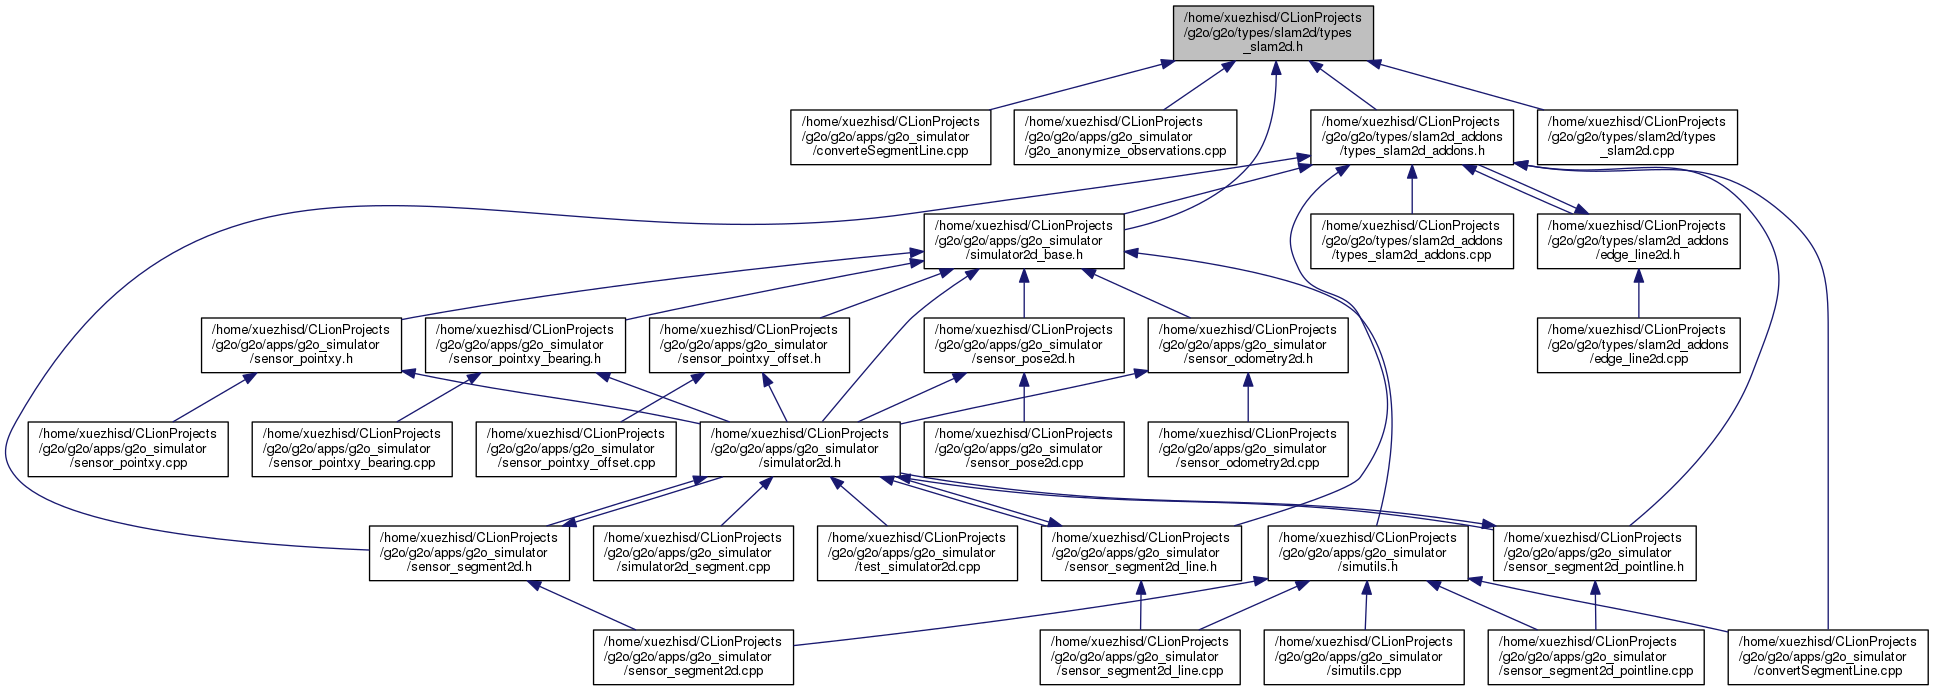 /home/xuezhisd/CLionProjects
/g2o/g2o/types/slam2d/types
_slam2d.h
/home/xuezhisd/CLionProjects
/g2o/g2o/apps/g2o_simulator
/converteSegmentLine.cpp
/home/xuezhisd/CLionProjects
/g2o/g2o/apps/g2o_simulator
/g2o_anonymize_observations.cpp
/home/xuezhisd/CLionProjects
/g2o/g2o/types/slam2d_addons
/types_slam2d_addons.h
/home/xuezhisd/CLionProjects
/g2o/g2o/types/slam2d/types
_slam2d.cpp
/home/xuezhisd/CLionProjects
/g2o/g2o/apps/g2o_simulator
/simulator2d_base.h
/home/xuezhisd/CLionProjects
/g2o/g2o/types/slam2d_addons
/types_slam2d_addons.cpp
/home/xuezhisd/CLionProjects
/g2o/g2o/types/slam2d_addons
/edge_line2d.h
/home/xuezhisd/CLionProjects
/g2o/g2o/apps/g2o_simulator
/sensor_pointxy.h
/home/xuezhisd/CLionProjects
/g2o/g2o/apps/g2o_simulator
/sensor_pointxy_bearing.h
/home/xuezhisd/CLionProjects
/g2o/g2o/apps/g2o_simulator
/sensor_pointxy_offset.h
/home/xuezhisd/CLionProjects
/g2o/g2o/apps/g2o_simulator
/sensor_pose2d.h
/home/xuezhisd/CLionProjects
/g2o/g2o/apps/g2o_simulator
/sensor_odometry2d.h
/home/xuezhisd/CLionProjects
/g2o/g2o/types/slam2d_addons
/edge_line2d.cpp
/home/xuezhisd/CLionProjects
/g2o/g2o/apps/g2o_simulator
/sensor_pointxy.cpp
/home/xuezhisd/CLionProjects
/g2o/g2o/apps/g2o_simulator
/sensor_pointxy_bearing.cpp
/home/xuezhisd/CLionProjects
/g2o/g2o/apps/g2o_simulator
/sensor_pointxy_offset.cpp
/home/xuezhisd/CLionProjects
/g2o/g2o/apps/g2o_simulator
/simulator2d.h
/home/xuezhisd/CLionProjects
/g2o/g2o/apps/g2o_simulator
/sensor_pose2d.cpp
/home/xuezhisd/CLionProjects
/g2o/g2o/apps/g2o_simulator
/sensor_odometry2d.cpp
/home/xuezhisd/CLionProjects
/g2o/g2o/apps/g2o_simulator
/sensor_segment2d.h
/home/xuezhisd/CLionProjects
/g2o/g2o/apps/g2o_simulator
/simulator2d_segment.cpp
/home/xuezhisd/CLionProjects
/g2o/g2o/apps/g2o_simulator
/test_simulator2d.cpp
/home/xuezhisd/CLionProjects
/g2o/g2o/apps/g2o_simulator
/sensor_segment2d_line.h
/home/xuezhisd/CLionProjects
/g2o/g2o/apps/g2o_simulator
/simutils.h
/home/xuezhisd/CLionProjects
/g2o/g2o/apps/g2o_simulator
/sensor_segment2d_pointline.h
/home/xuezhisd/CLionProjects
/g2o/g2o/apps/g2o_simulator
/sensor_segment2d.cpp
/home/xuezhisd/CLionProjects
/g2o/g2o/apps/g2o_simulator
/sensor_segment2d_line.cpp
/home/xuezhisd/CLionProjects
/g2o/g2o/apps/g2o_simulator
/simutils.cpp
/home/xuezhisd/CLionProjects
/g2o/g2o/apps/g2o_simulator
/sensor_segment2d_pointline.cpp
/home/xuezhisd/CLionProjects
/g2o/g2o/apps/g2o_simulator
/convertSegmentLine.cpp